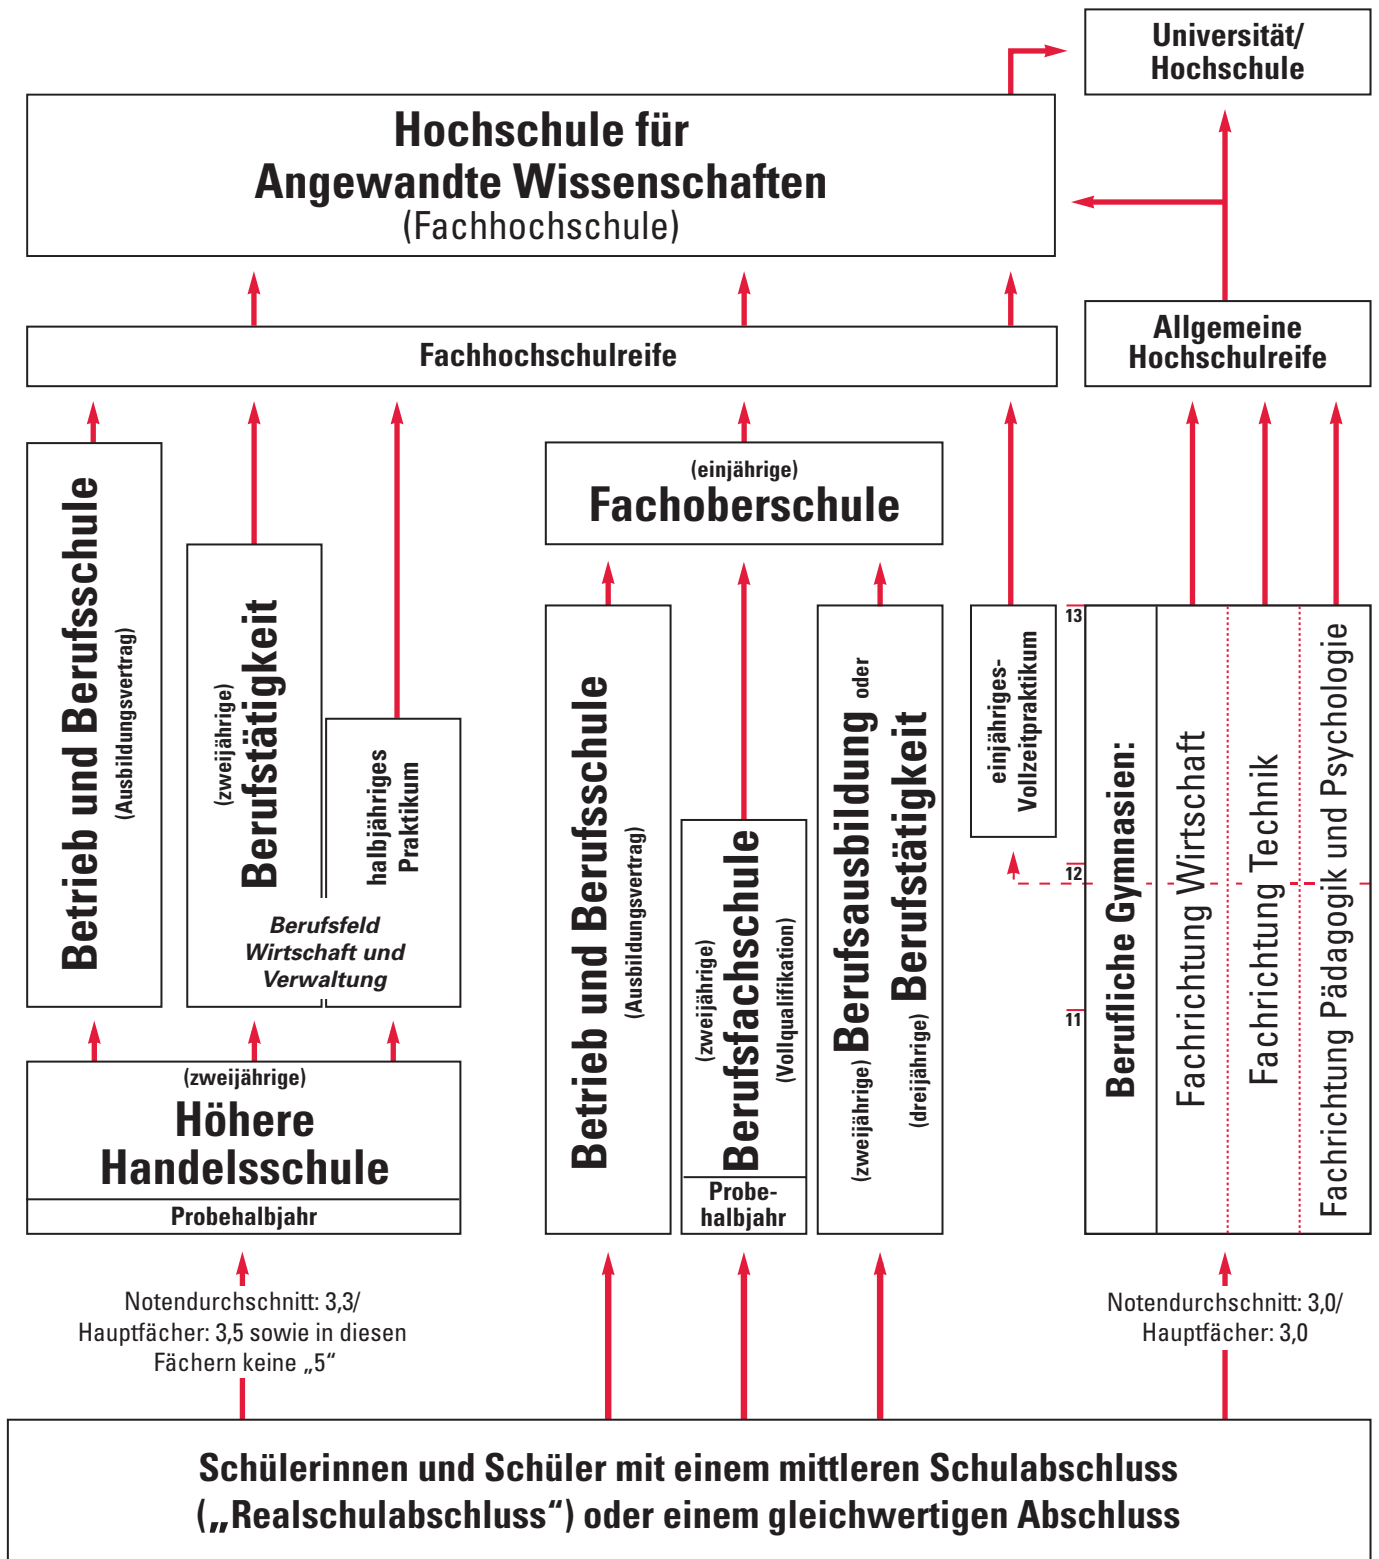 Universität/
Hochschule
Hochschule für
Angewandte Wissenschaften
(Fachhochschule)
Fachhochschulreife
Allgemeine
Hochschulreife
Betrieb und Berufsschule
(Ausbildungsvertrag)
(zweijährige)
Berufstätigkeit
halbjähriges
Praktikum
Berufsfeld
Wirtschaft und
Verwaltung
(zweijährige)
Höhere
Handelsschule
Probehalbjahr
(einjährige)
Fachoberschule
Betrieb und Berufsschule
(Ausbildungsvertrag)
(zweijährige)
Berufsfachschule
(Vollqualifikation)
Probe-
halbjahr
(zweijährige) Berufsausbildung oder
(dreijährige) Berufstätigkeit
einjähriges-
Vollzeitpraktikum
13
12
11
Berufliche Gymnasien:
Fachrichtung Wirtschaft
Fachrichtung Technik
Fachrichtung Pädagogik und Psychologie
Notendurchschnitt: 3,3/
Hauptfächer: 3,5 sowie in diesen
Fächern keine „5“
Notendurchschnitt: 3,0/
Hauptfächer: 3,0
Schülerinnen und Schüler mit einem mittleren Schulabschluss
(„Realschulabschluss“) oder einem gleichwertigen Abschluss